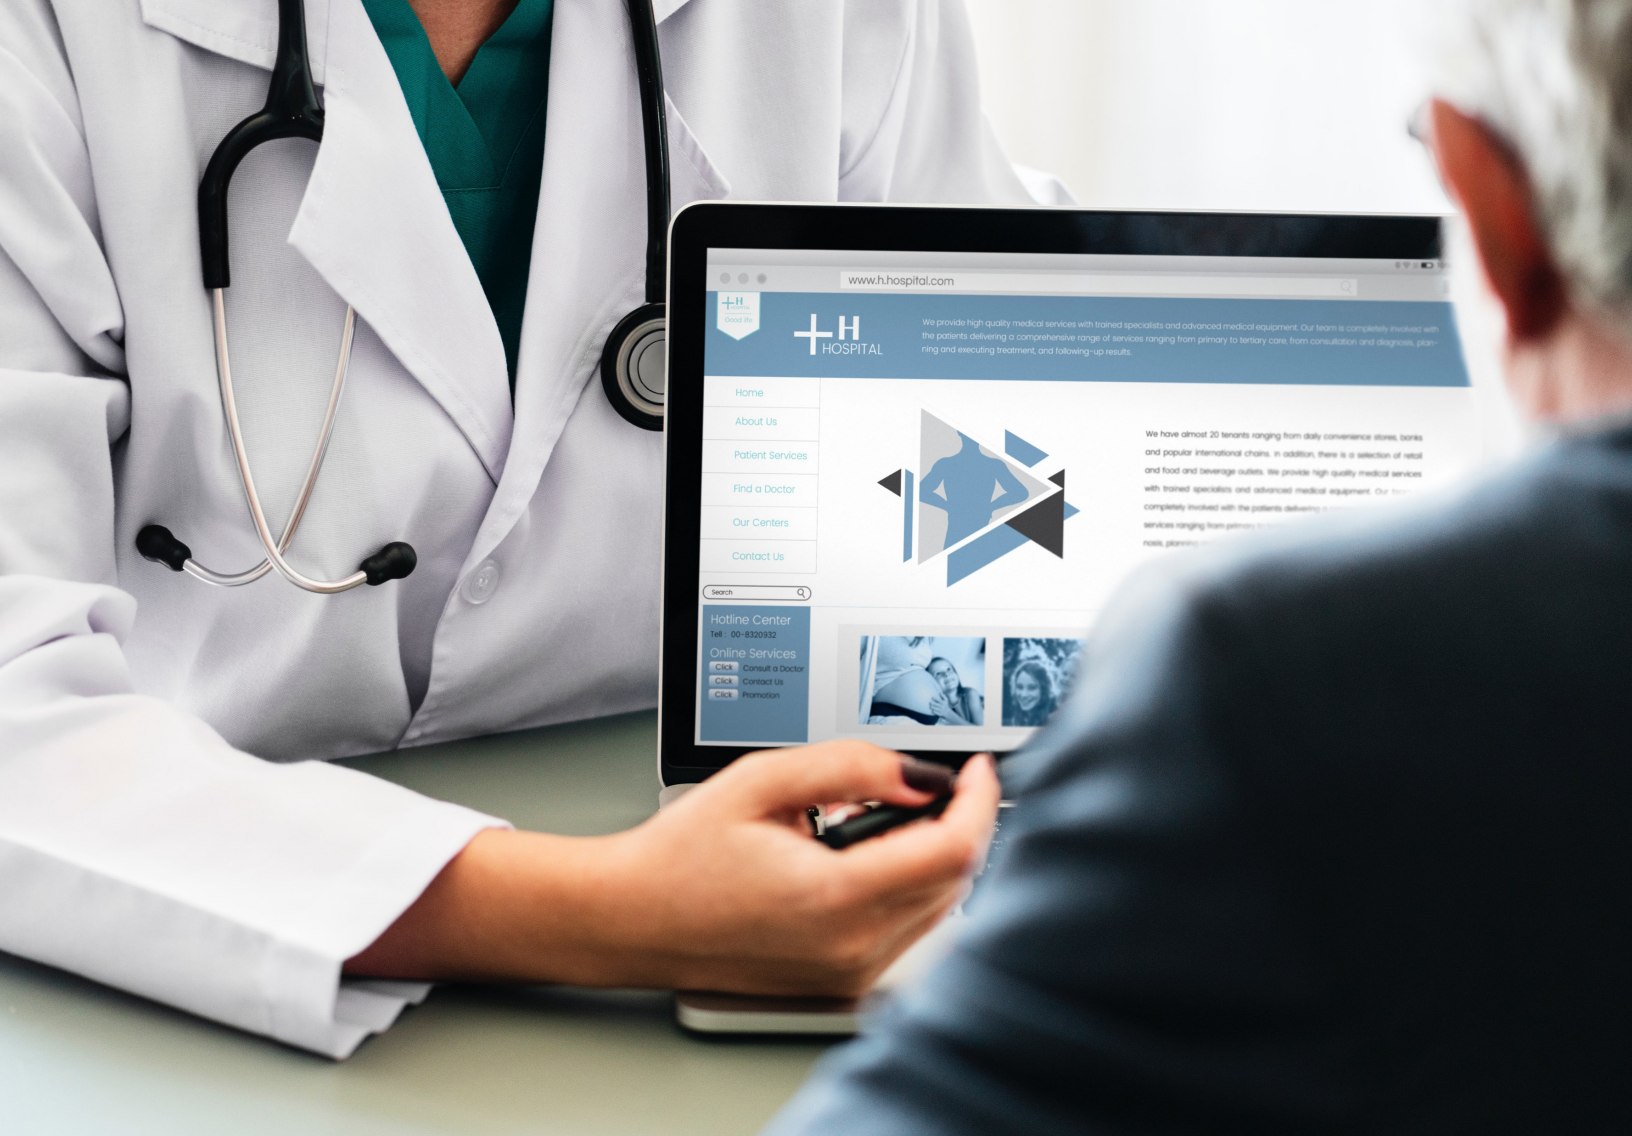 www.h.hospital.com
H
HOSPITAL
Good life
H
HOSPITAL
We provide high quality medical services with trained specialists and advanced medical equipment. Our team is completely involved with
the patients delivering a comprehensive range of services ranging from primary to tertiary care, from consultation and diagnosis, plan-
ning and executing treatment, and following-up results.
Home
About Us
Patient Services
Find a Doctor
Our Centers
Contact Us
Search
Hotline Center
Tell : 00-8320932
Online Services
Click Consult a Doctor
Click Contact Us
Click Promotion
We have almost 20 tenants ranging from daily convenience stores, banks
and popular international chains. In addition, there is a selection of retail
and food and beverage outlets. We provide high quality medical services
with trained specialists and advanced medical equipment. Our
completely involved with the patients delivering a
services ranging from primary to
nosis, planning